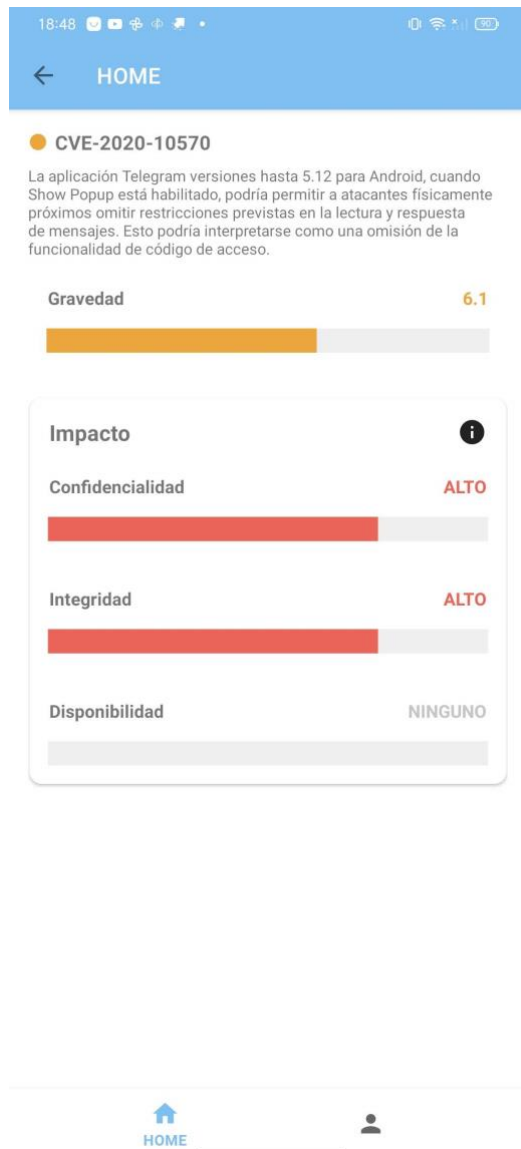 18:48
90
HOME
CVE-2020-10570
La aplicación Telegram versiones hasta 5.12 para Android, cuando
Show Popup está habilitado, podría permitir a atacantes físicamente
próximos omitir restricciones previstas en la lectura y respuesta
de mensajes. Esto podría interpretarse como una omisión de la
funcionalidad de código de acceso.
Gravedad 6.1
Impacto
Confidencialidad ALTO
Integridad ALTO
Disponibilidad NINGUNO
HOME